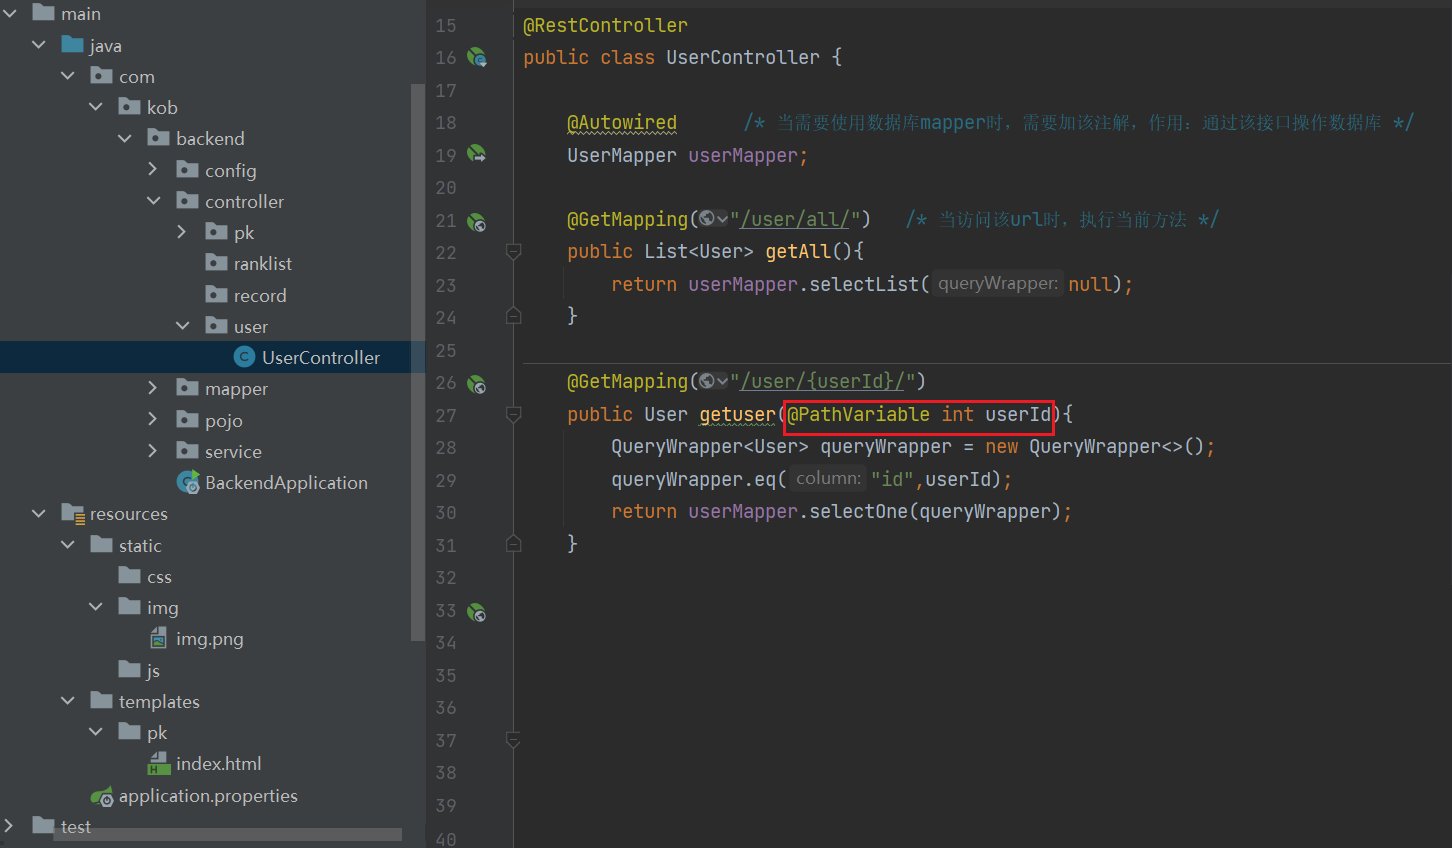 main
java
com
kob
backend
config
controller
pk
ranklist
record
user
UserController
mapper
pojo
service
BackendApplication
resources
static
css
img
img.png
js
templates
pk
index.html
application.properties
test
15 @RestController
16 public class UserController {
17
18 @Autowired /* 当需要使用数据库mapper时，需要加该注解，作用：通过该接口操作数据库 */
19 UserMapper userMapper;
20
21 @GetMapping("/user/all/") /* 当访问该url时，执行当前方法 */
22 public List<User> getAll(){
23 return userMapper.selectList( queryWrapper: null);
24 }
25
26 @GetMapping("/user/{userId}/")
27 public User getuser(@PathVariable int userId){
28 QueryWrapper<User> queryWrapper = new QueryWrapper<>();
29 queryWrapper.eq( column: "id",userId);
30 return userMapper.selectOne(queryWrapper);
31 }
32
33
34
35
36
37
38
39
40